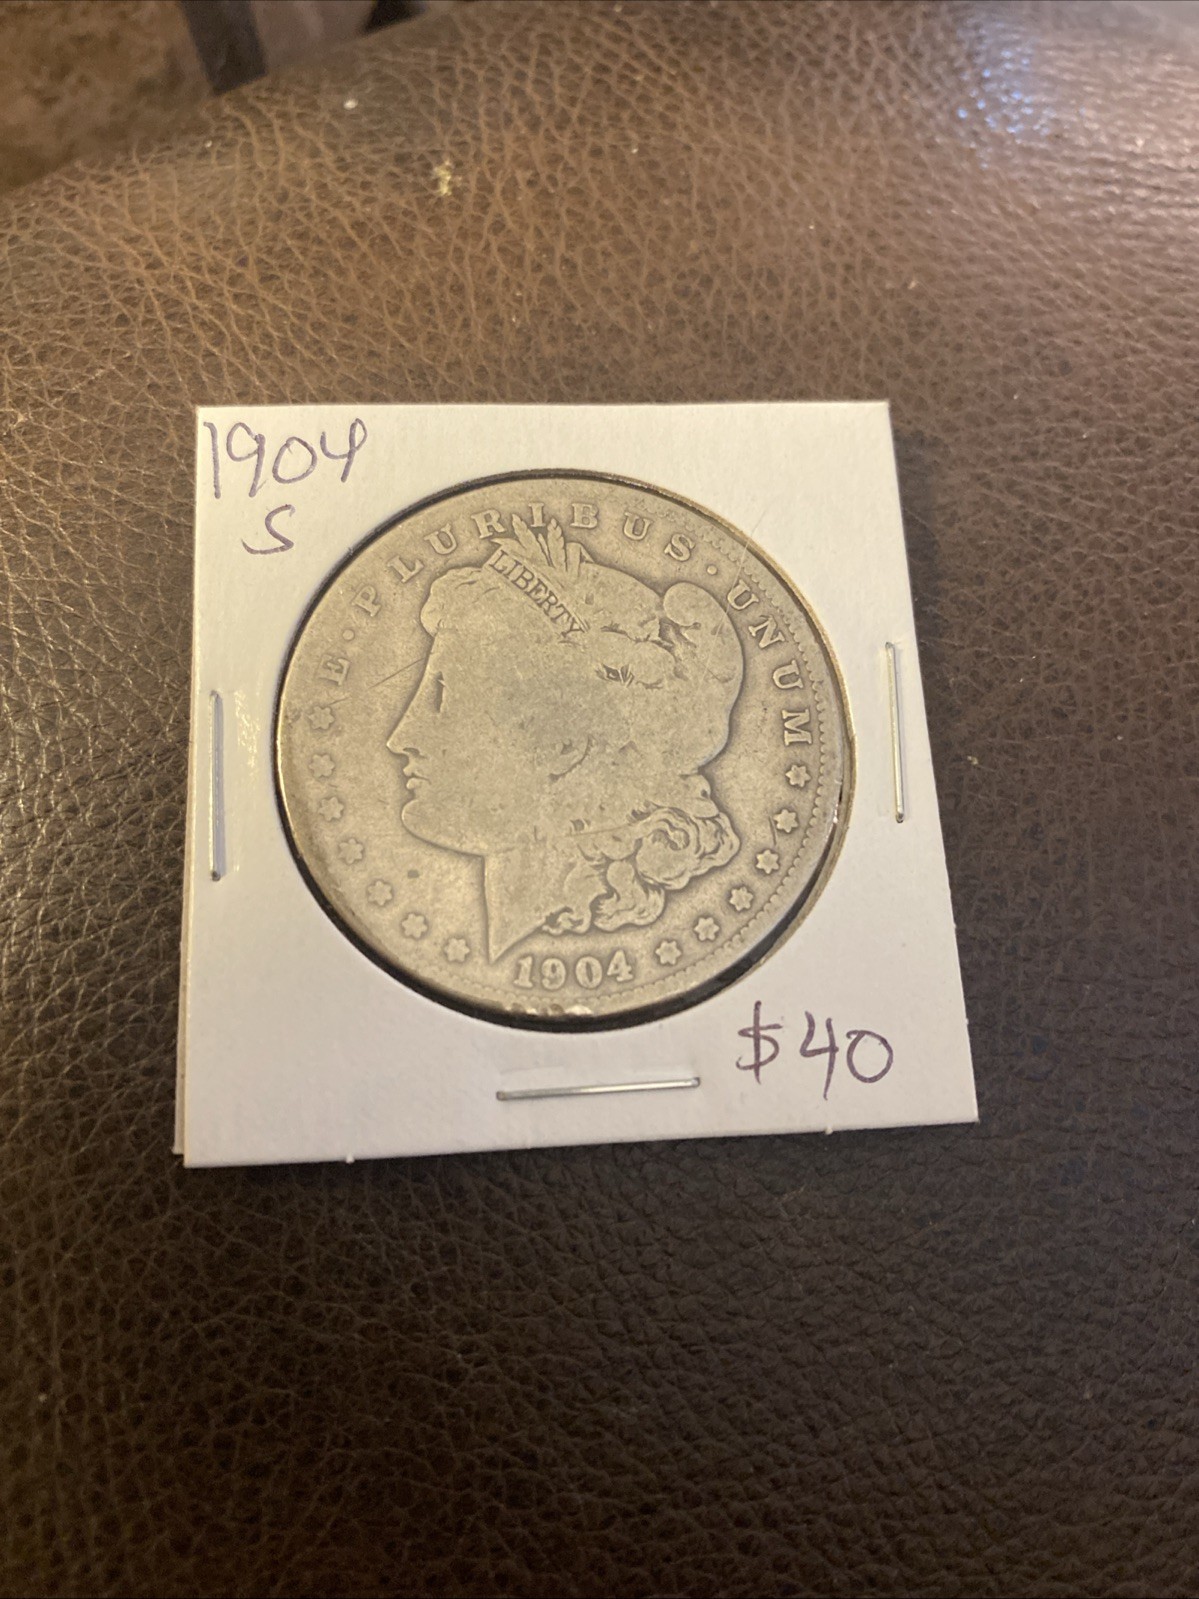 1904
S
E · PLURIBUS · UNUM
LIBERTY
1904
$40